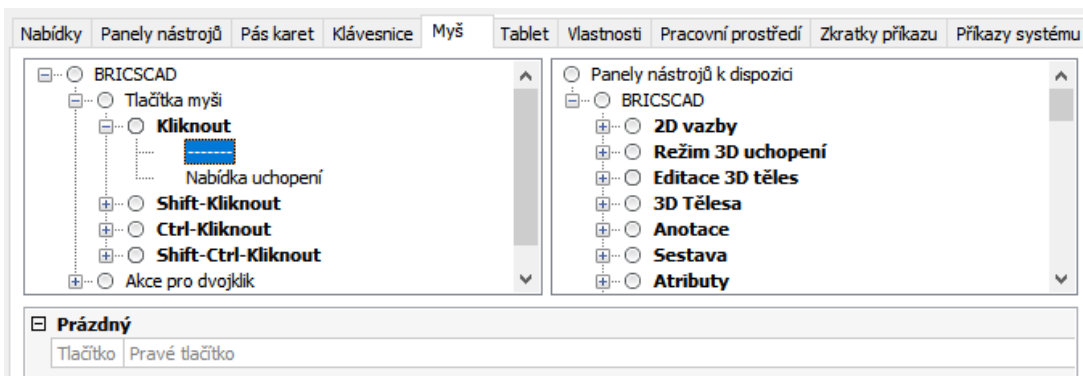 Nabídky Panely nástrojů Pás karet Klávesnice Myš Tablet Vlastnosti Pracovní prostředí Zkratky příkazu Příkazy systému
BRICSCAD
Tlačítka myši
Kliknout
--------
Nabídka uchopení
Shift-Kliknout
Ctrl-Kliknout
Shift-Ctrl-Kliknout
Akce pro dvojklik
Panely nástrojů k dispozici
BRICSCAD
2D vazby
Režim 3D uchopení
Editace 3D těles
3D Tělesa
Anotace
Sestava
Atributy
Prázdný
Tlačítko Pravé tlačítko